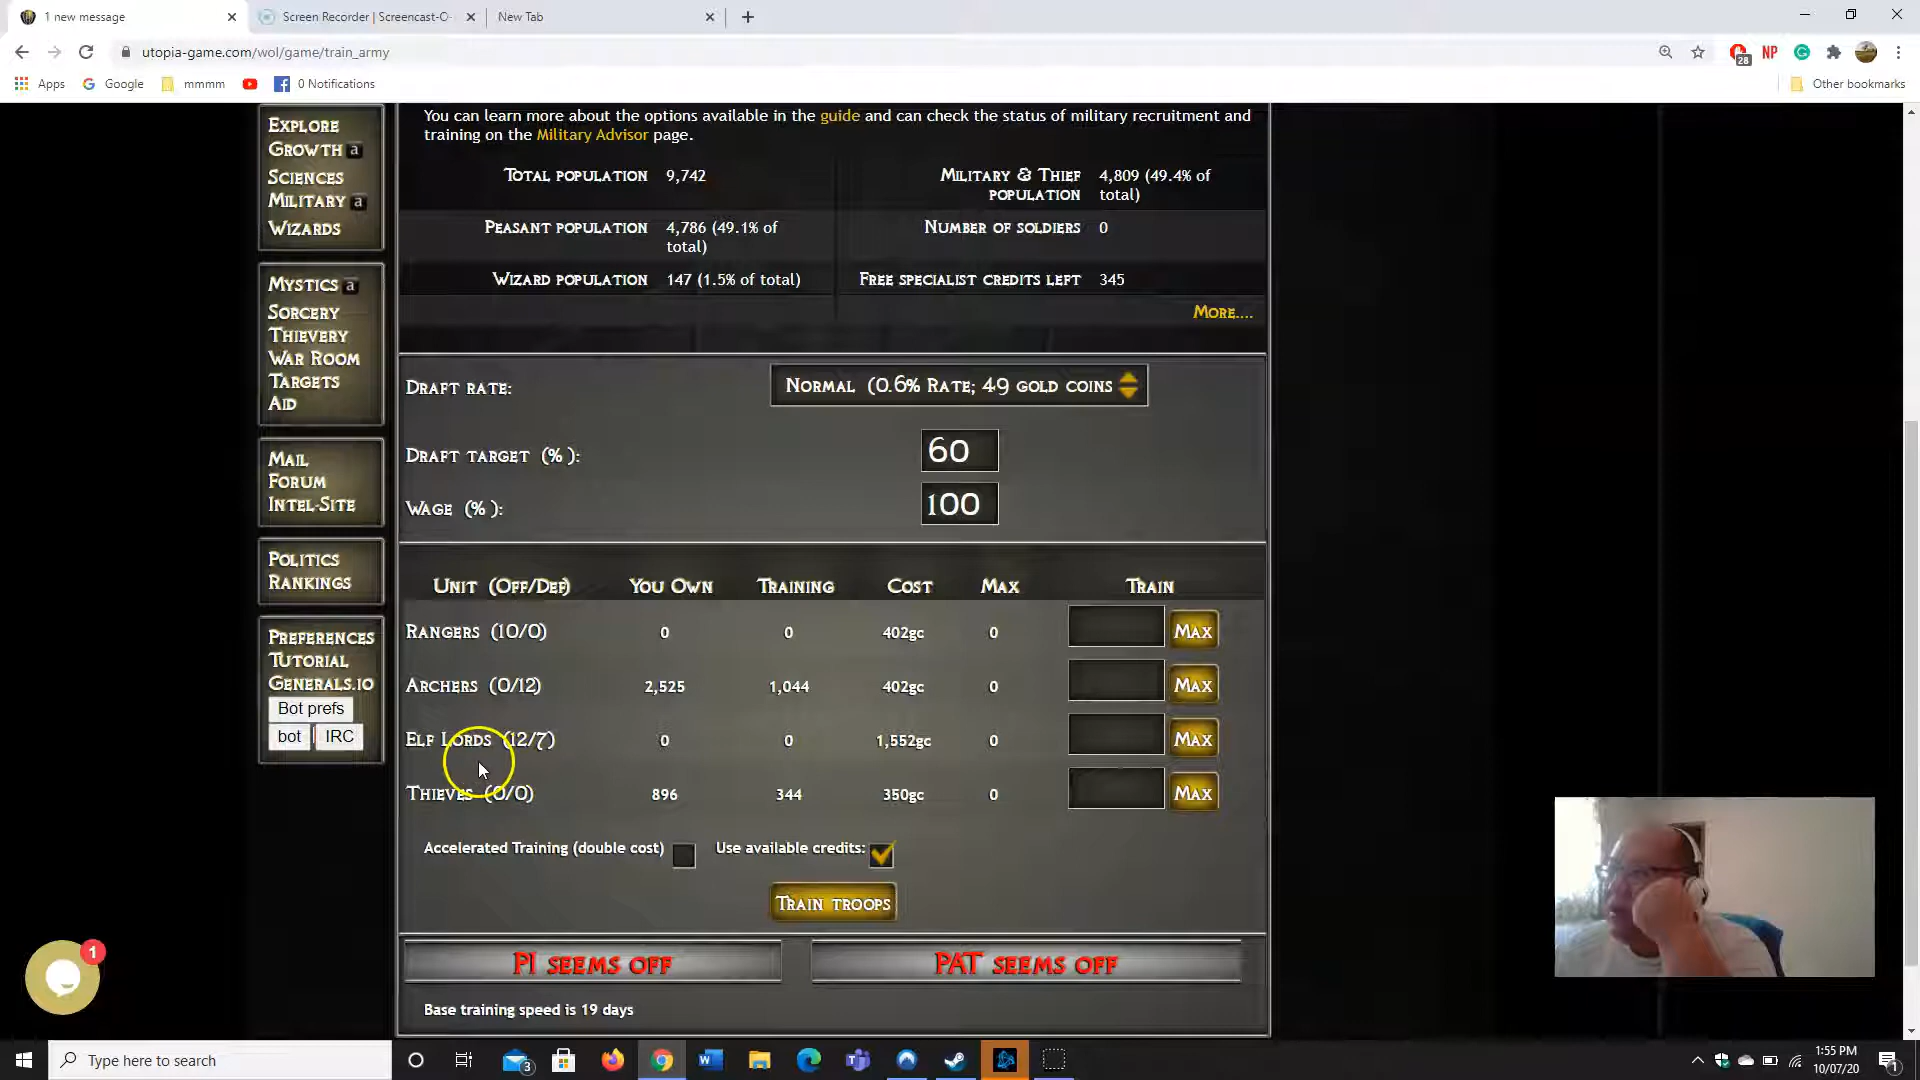 1 new message
Screen Recorder | Screencast-O-
New Tab
utopia-game.com/wol/game/train_army
28
NP
Apps
Google
mmmm
0 Notifications
Other bookmarks
Explore
Growth a
Sciences
Military a
Wizards
Mystics a
Sorcery
Thievery
War Room
Targets
Aid
Mail
Forum
Intel-Site
Politics
Rankings
Preferences
Tutorial
Generals.io
Bot prefs
bot IRC
You can learn more about the options available in the guide and can check the status of military recruitment and
training on the Military Advisor page.
Total population 9,742
Military & Thief population 4,809 (49.4% of total)
Peasant population 4,786 (49.1% of total)
Number of soldiers 0
Wizard population 147 (1.5% of total)
Free specialist credits left 345
More....
Draft rate: Normal (0.6% Rate; 49 gold coins
Draft target (%): 60
Wage (%): 100
Unit (Off/Def) You Own Training Cost Max Train
Rangers (10/0) 0 0 402gc 0 Max
Archers (0/12) 2,525 1,044 402gc 0 Max
Elf Lords (12/7) 0 0 1,552gc 0 Max
Thieves (0/0) 896 344 350gc 0 Max
Accelerated Training (double cost) Use available credits:
Train troops
PI seems off PAT seems off
Base training speed is 19 days
1
Type here to search
3
1:55 PM
10/07/20
1